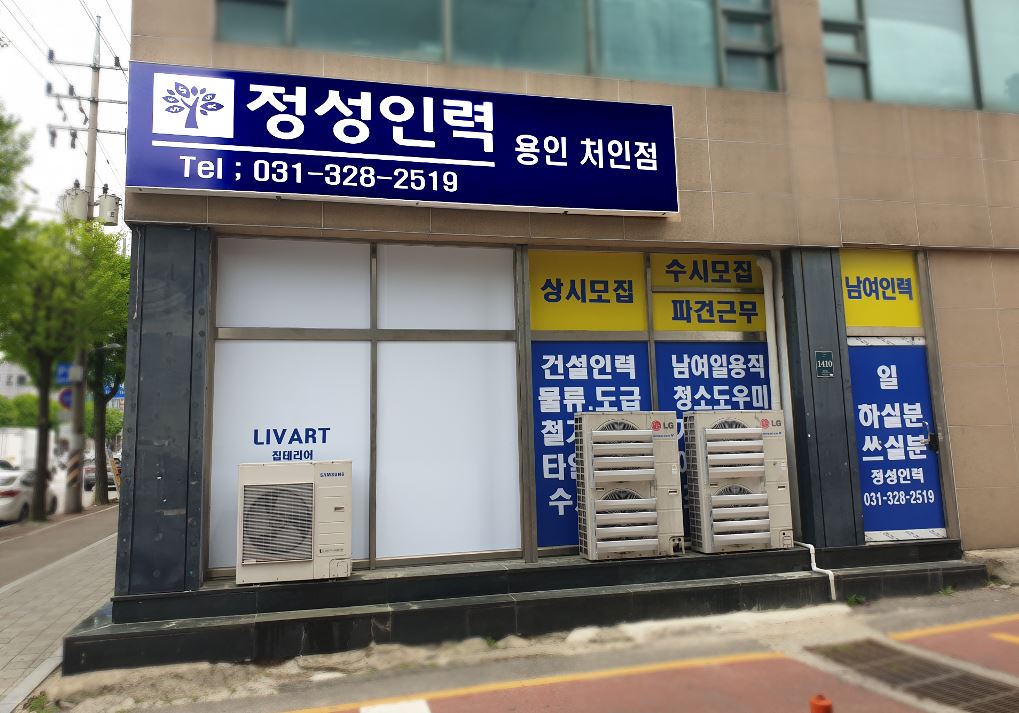 정성인력 용인 처인점
Tel ; 031-328-2519
상시모집
수시모집
파견근무
남여인력
건설인력
물류.도급
남여일용직
청소도우미
일
하실분
쓰실분
정성인력
031-328-2519
1410
LIVART
집테리어
SAMSUNG
LG
LG